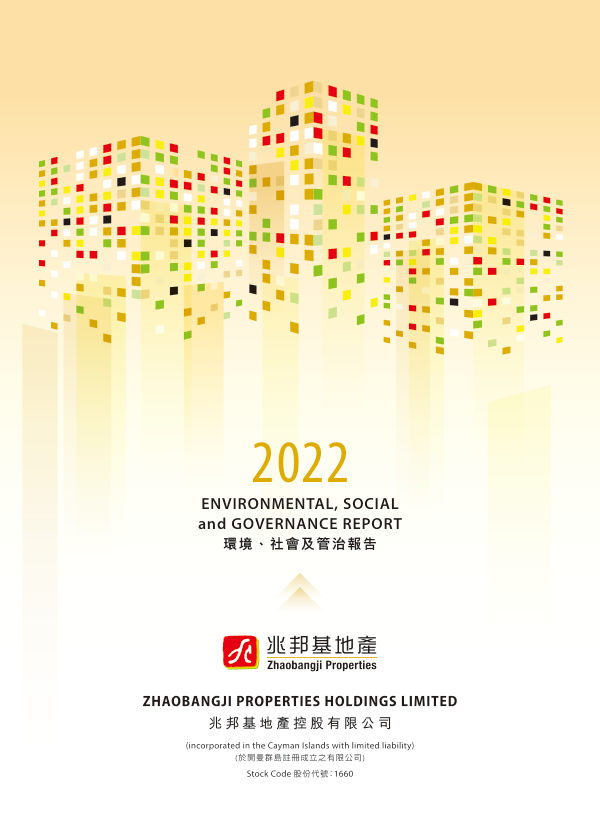 2022
ENVIRONMENTAL, SOCIAL
and GOVERNANCE REPORT
環境、社會及管治報告
兆邦基地產
Zhaobangji Properties
ZHAOBANGJI PROPERTIES HOLDINGS LIMITED
兆邦基地產控股有限公司
(incorporated in the Cayman Islands with limited liability)
(於開曼群島註冊成立之有限公司)
Stock Code 股份代號：1660